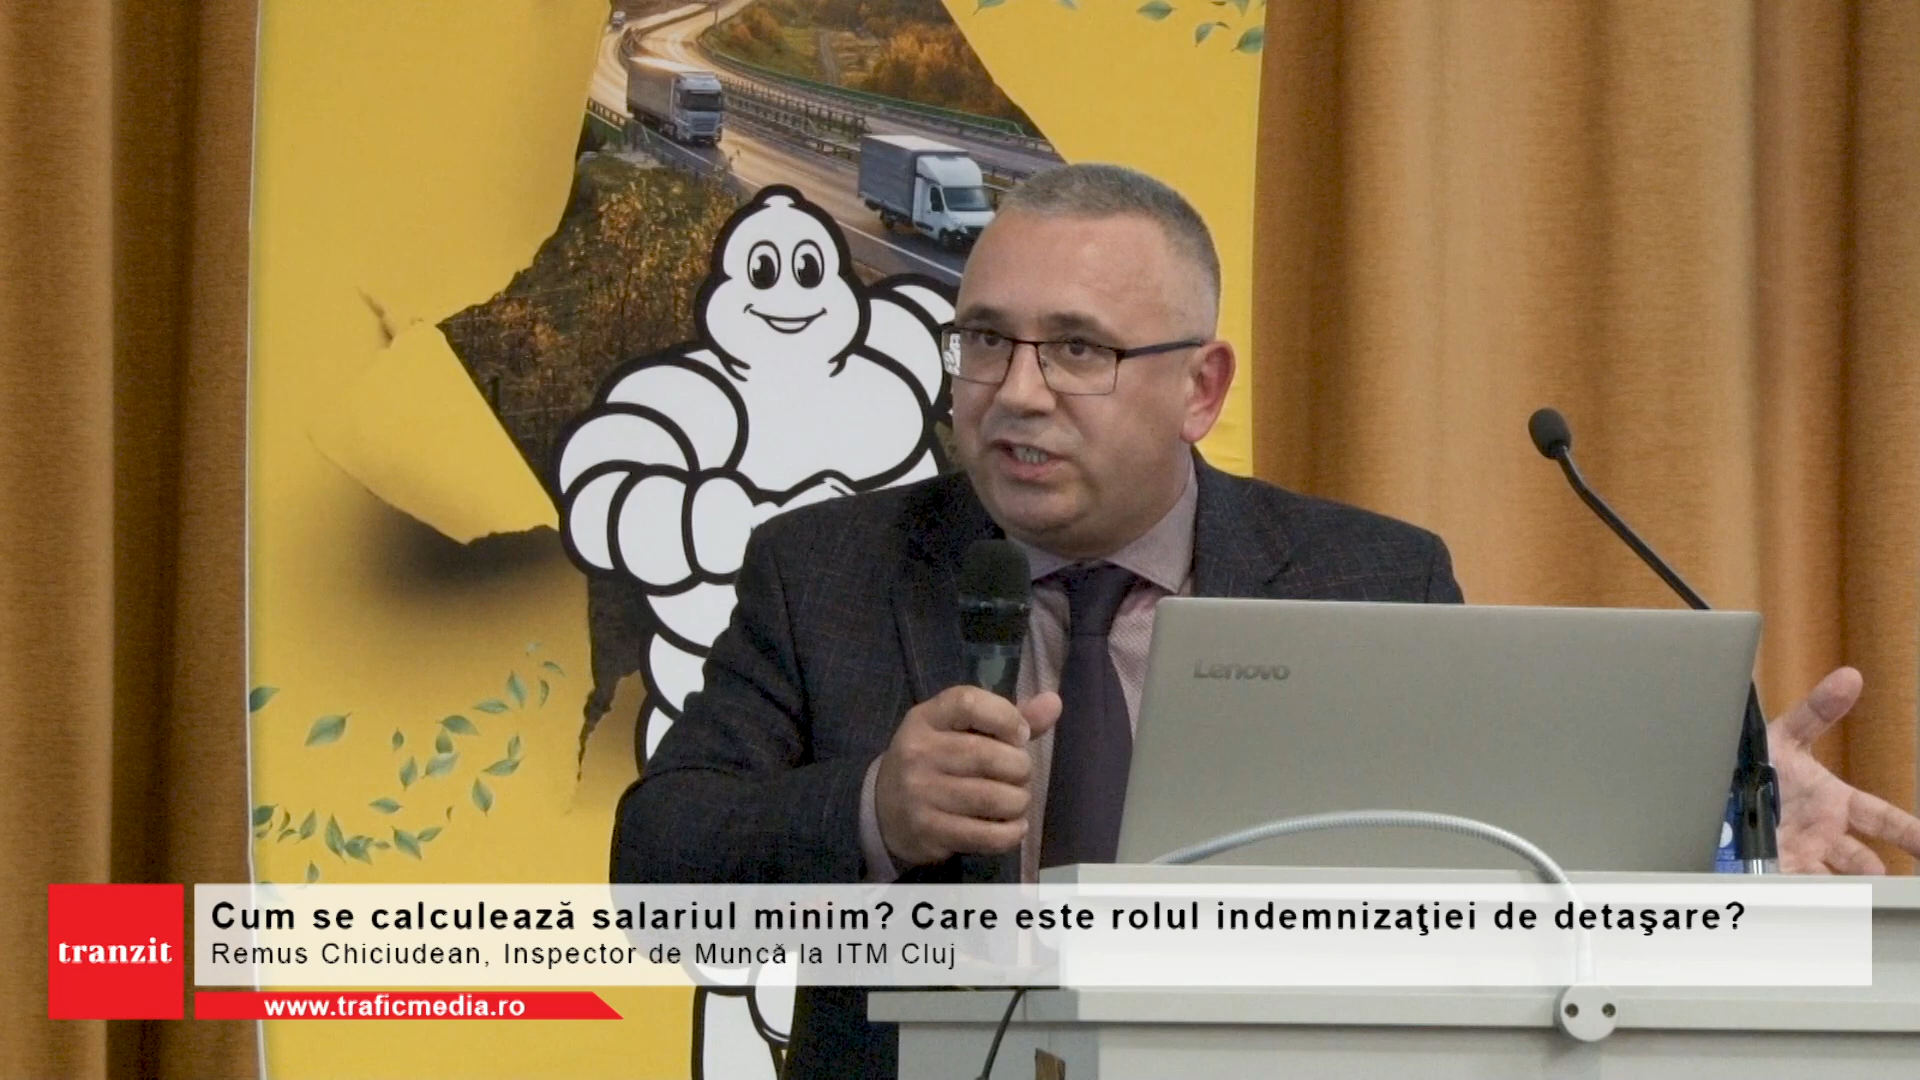 Lenovo
Cum se calculează salariul minim? Care este rolul indemnizaţiei de detaşare?
tranzit
Remus Chiciudean, Inspector de Muncă la ITM Cluj
www.traficmedia.ro